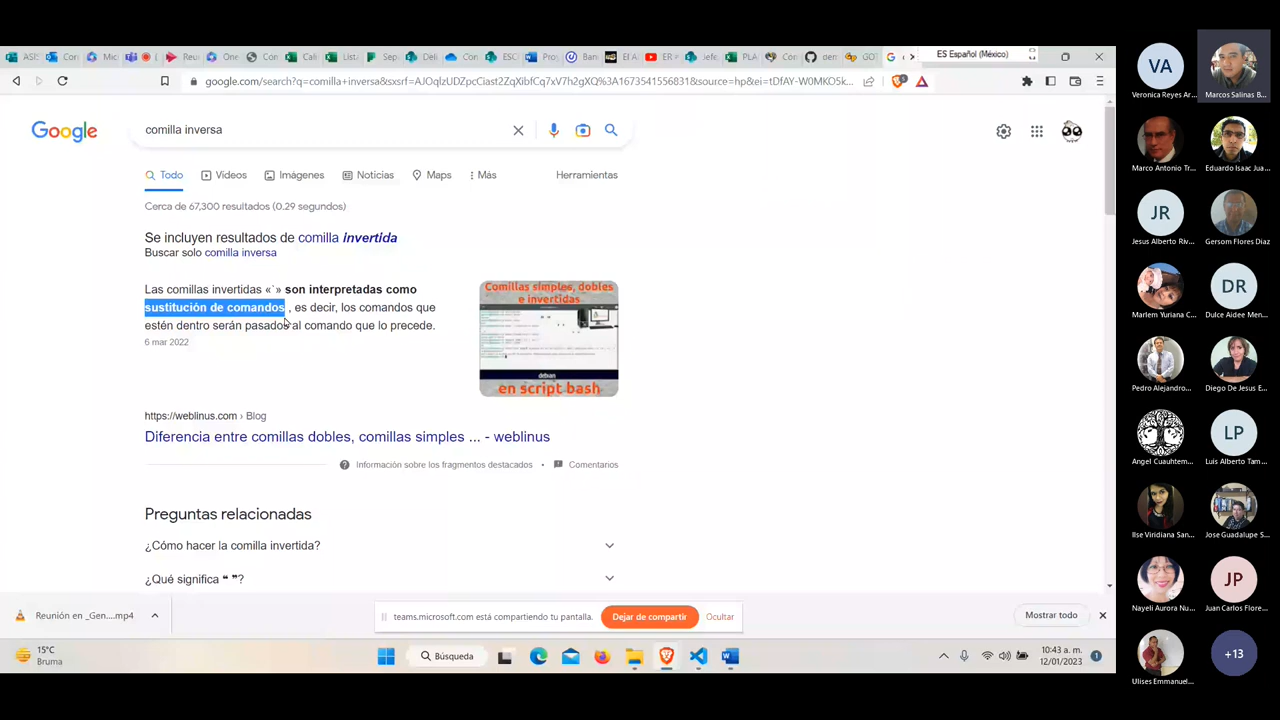 ES Español (México)
google.com/search?q=comilla+inversa&sxsrf=AJOqlzUDZpCiast2ZqXibfCq7xV7h2gXQ%3A1673541556831&source=hp&ei=tDfAY-W0MKO5k...
Google
comilla inversa
Todo
Videos
Imágenes
Noticias
Maps
Más
Herramientas
Cerca de 67,300 resultados (0.29 segundos)
Se incluyen resultados de comilla invertida
Buscar solo comilla inversa
Las comillas invertidas «`» son interpretadas como
sustitución de comandos , es decir, los comandos que
estén dentro serán pasados al comando que lo precede.
6 mar 2022
Comillas simples, dobles
e invertidas
debian
en script bash
https://weblinus.com › Blog
Diferencia entre comillas dobles, comillas simples ... - weblinus
Información sobre los fragmentos destacados
•
Comentarios
Preguntas relacionadas
¿Cómo hacer la comilla invertida?
¿Qué significa ❝ ❞?
Reunión en _Gen....mp4
teams.microsoft.com está compartiendo tu pantalla.
Dejar de compartir
Ocultar
Mostrar todo
15°C
Bruma
Búsqueda
10:43 a. m.
12/01/2023
VA
Veronica Reyes Ar...
Marcos Salinas B...
Marco Antonio Tr...
Eduardo Isaac Jua...
JR
Jesus Alberto Riv...
Gersom Flores Diaz
Marlem Yuriana C...
DR
Dulce Aidee Men...
Pedro Alejandro...
Diego De Jesus E...
Angel Cuauhtem...
LP
Luis Alberto Tam...
Ilse Viridiana San...
Jose Guadalupe S...
Nayeli Aurora Nu...
JP
Juan Carlos Flore...
Ulises Emmanuel...
+13